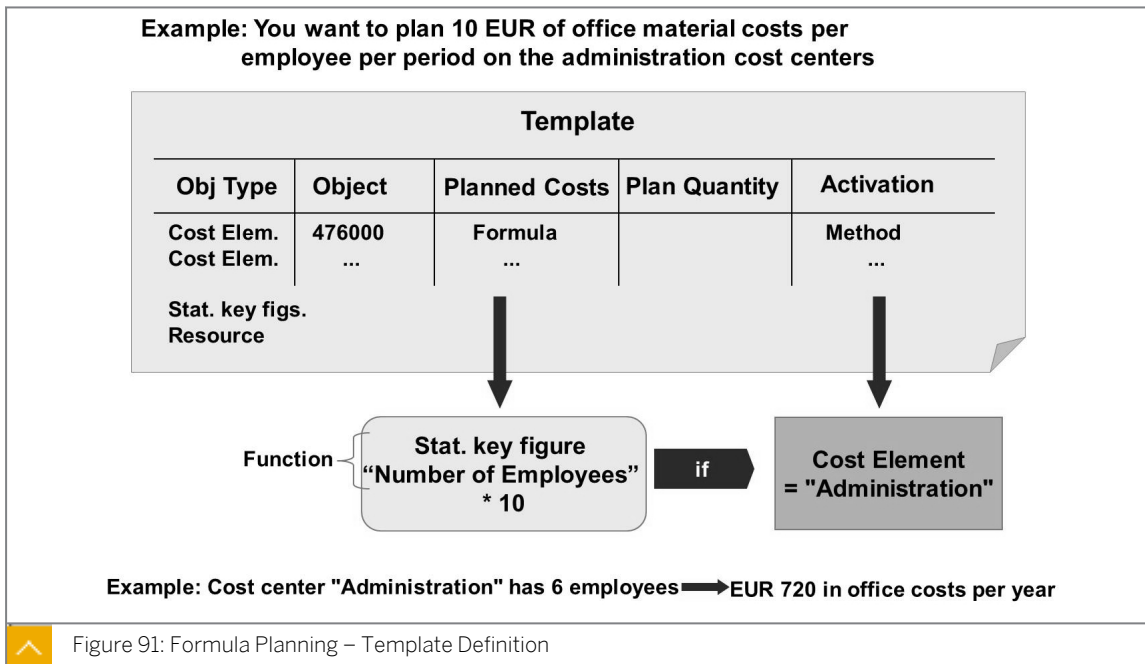 Example: You want to plan 10 EUR of office material costs per
employee per period on the administration cost centers
Template
Obj Type Object Planned Costs Plan Quantity Activation
Cost Elem. 476000 Formula Method
Cost Elem. ... ... ...
Stat. key figs.
Resource
Function
Stat. key figure
“Number of Employees”
* 10
if
Cost Element
= "Administration"
Example: Cost center "Administration" has 6 employees EUR 720 in office costs per year
Figure 91: Formula Planning – Template Definition